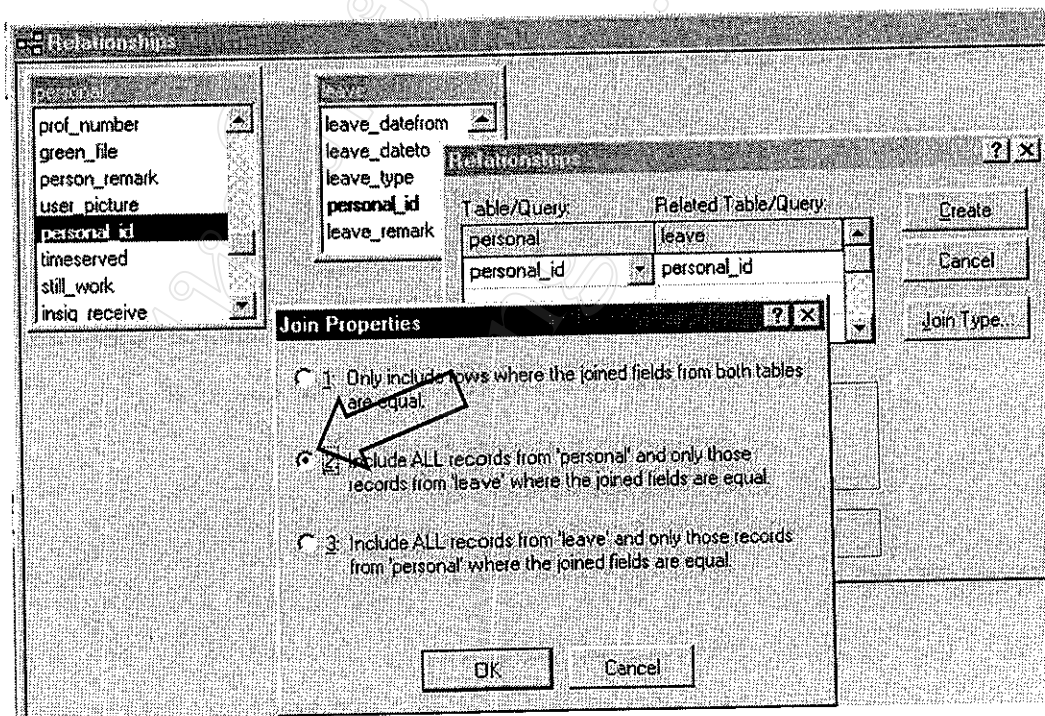 Relationships
personal
prof_number
green_file
person_remark
user_picture
personal_id
timeserved
still_work
insig_receive
leave
leave_datefrom
leave_dateto
leave_type
personal_id
leave_remark
Relationships
Table/Query:
Related Table/Query:
personal
leave
personal_id
personal_id
Create
Cancel
Join Type...
Join Properties
1: Only include rows where the joined fields from both tables
are equal.
2: Include ALL records from 'personal' and only those
records from 'leave' where the joined fields are equal.
3: Include ALL records from 'leave' and only those records
from 'personal' where the joined fields are equal.
OK
Cancel